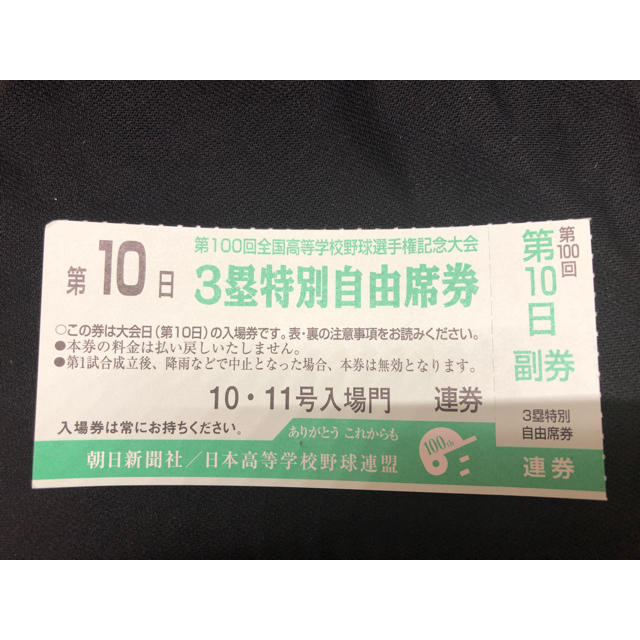 第100回全国高等学校野球選手権記念大会
第10日
3塁特別自由席券
○この券は大会日（第10日）の入場券です。表・裏の注意事項をお読みください。
●本券の料金は払い戻しいたしません。
●第1試合成立後、降雨などで中止となった場合、本券は無効となります。
10・11号入場門 連券
入場券は常にお持ちください。
ありがとう これからも
100th
朝日新聞社／日本高等学校野球連盟
第100回
第10日
副券
3塁特別
自由席券
連券